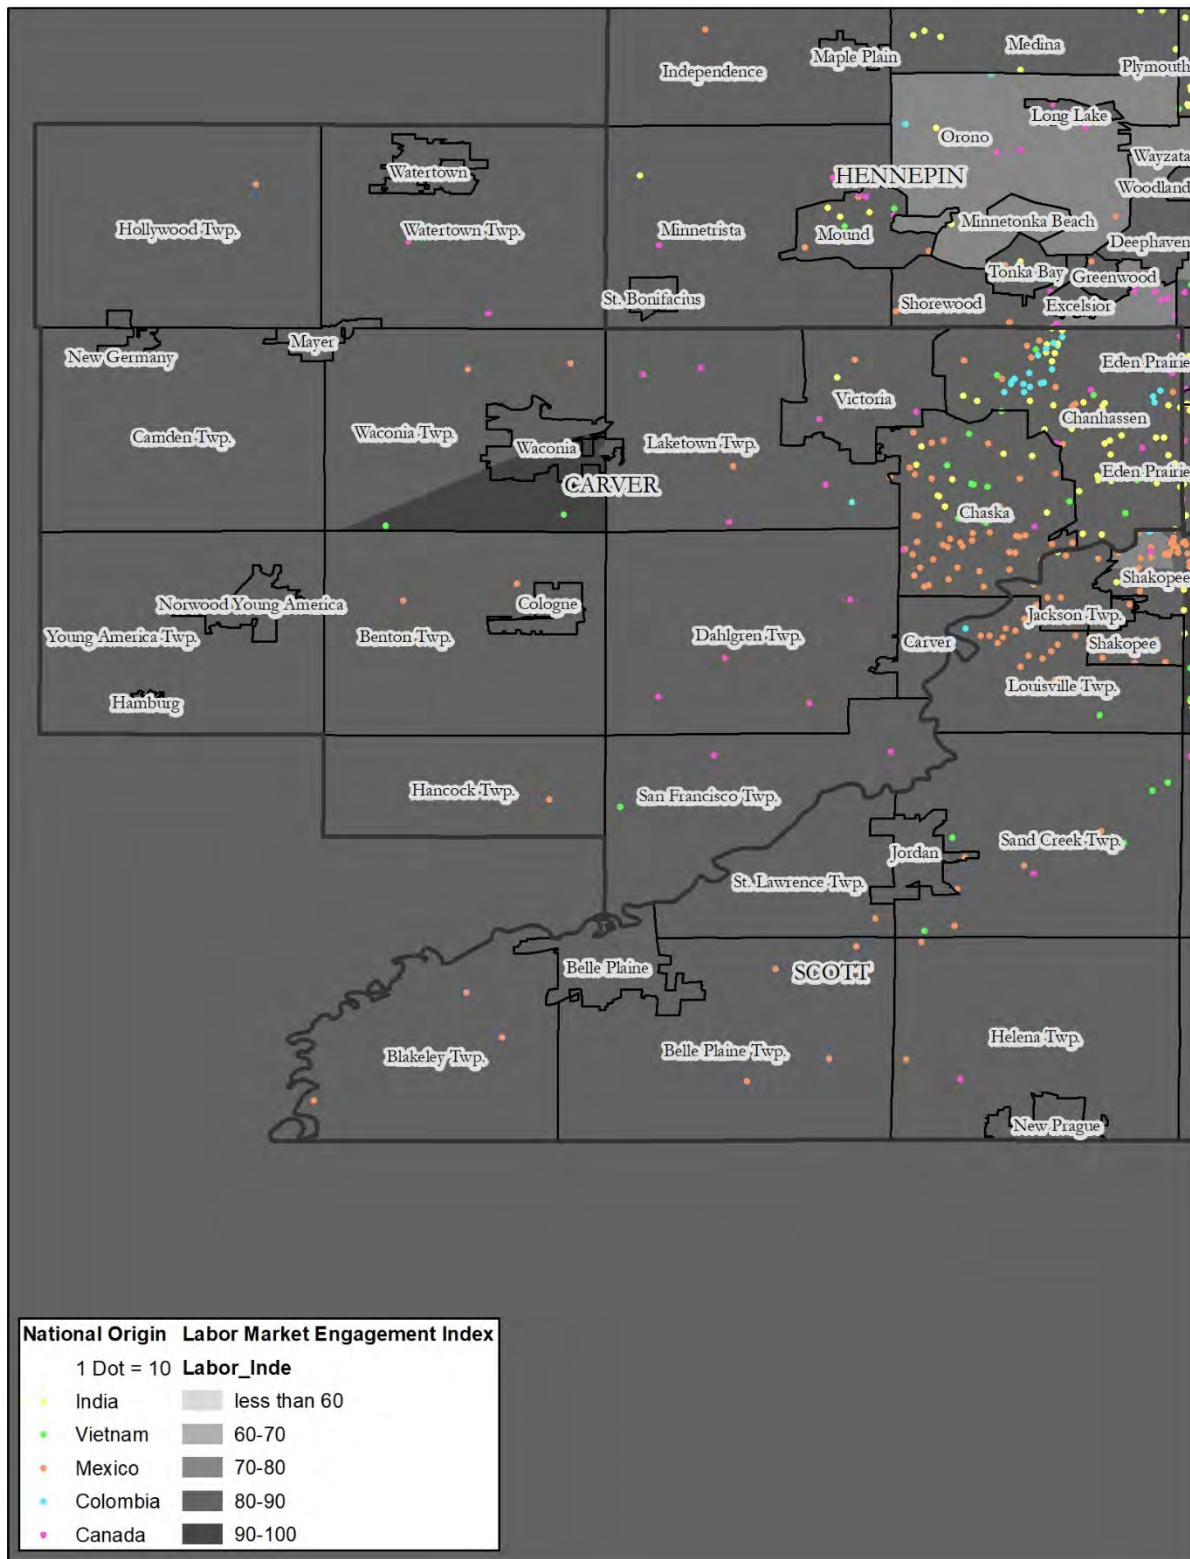 Medina
Maple Plain
Independence
Plymouth
Long Lake
Orono
Wayzata
Watertown
HENNEPIN
Woodland
Hollywood Twp.
Watertown Twp.
Minnetrista
Mound
Minnetonka Beach
Deephaven
Tonka Bay
Greenwood
St. Bonifacius
Shorewood
Excelsior
New Germany
Mayer
Eden Prairie
Victoria
Camden Twp.
Waconia Twp.
Waconia
Laketown Twp.
Chanhassen
Eden Prairie
CARVER
Chaska
Shakopee
Norwood Young America
Cologne
Jackson Twp.
Young America Twp.
Benton Twp.
Dahlgren Twp.
Carver
Shakopee
Hamburg
Louisville Twp.
Hancock Twp.
San Francisco Twp.
Jordan
Sand Creek Twp.
St. Lawrence Twp.
Belle Plaine
SCOTT
Blakeley Twp.
Belle Plaine Twp.
Helena Twp.
New Prague
National Origin Labor Market Engagement Index
1 Dot = 10 Labor_Inde
India less than 60
Vietnam 60-70
Mexico 70-80
Colombia 80-90
Canada 90-100